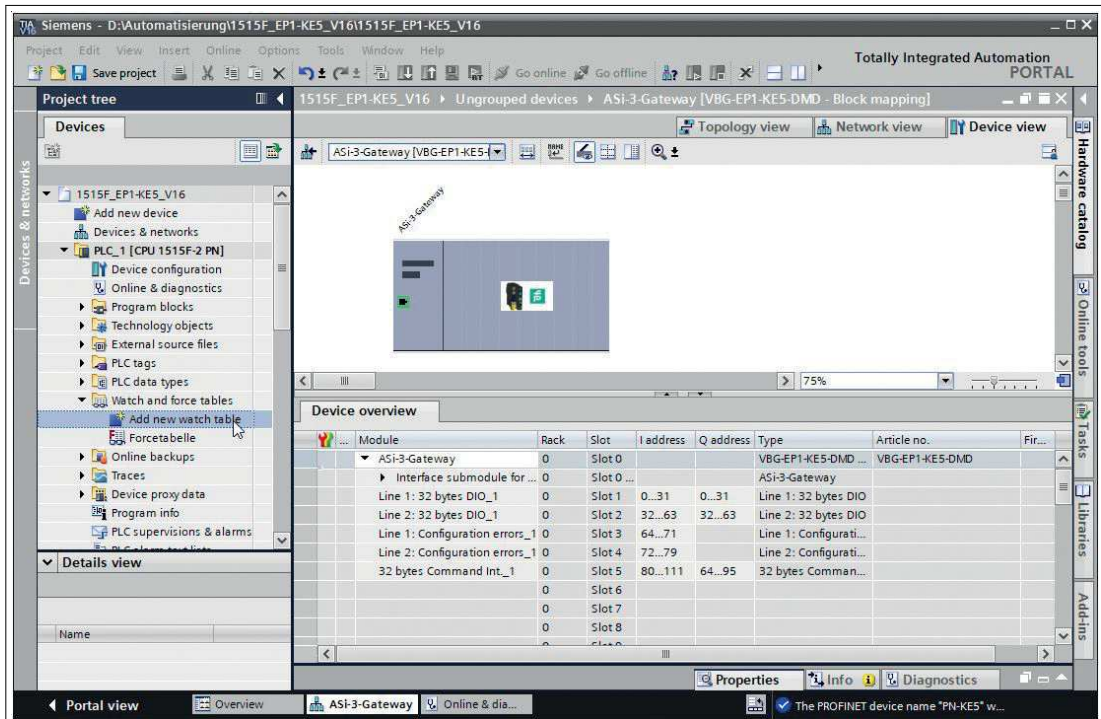 Siemens - D:\Automatisierung\1515F_EP1-KE5_V16\1515F_EP1-KE5_V16
Project Edit View Insert Online Options Tools Window Help
Totally Integrated Automation
PORTAL
Save project Go online Go offline
Project tree
1515F_EP1-KE5_V16 Ungrouped devices ASi-3-Gateway [VBG-EP1-KE5-DMD - Block mapping]
Devices
Topology view Network view Device view
ASi-3-Gateway [VBG-EP1-KE5-
1515F_EP1-KE5_V16
Add new device
Devices & networks
PLC_1 [CPU 1515F-2 PN]
Device configuration
Online & diagnostics
Program blocks
Technology objects
External source files
PLC tags
PLC data types
Watch and force tables
Add new watch table
Forcetabelle
Online backups
Traces
Device proxy data
Program info
PLC supervisions & alarms
PLC alarm text lists
Details view
Name
Devices & networks
ASi-3-Gateway
75%
Device overview
... Module Rack Slot I address Q address Type Article no. Fir...
ASi-3-Gateway 0 Slot 0 VBG-EP1-KE5-DMD ... VBG-EP1-KE5-DMD
Interface submodule for ... 0 Slot 0 ... ASi-3-Gateway
Line 1: 32 bytes DIO_1 0 Slot 1 0...31 0...31 Line 1: 32 bytes DIO
Line 2: 32 bytes DIO_1 0 Slot 2 32...63 32...63 Line 2: 32 bytes DIO
Line 1: Configuration errors_1 0 Slot 3 64...71 Line 1: Configurati...
Line 2: Configuration errors_1 0 Slot 4 72...79 Line 2: Configurati...
32 bytes Command Int._1 0 Slot 5 80...111 64...95 32 bytes Comman...
0 Slot 6
0 Slot 7
0 Slot 8
Hardware catalog
Online tools
Tasks
Libraries
Add-ins
Properties Info Diagnostics
Portal view Overview ASi-3-Gateway Online & dia... The PROFINET device name "PN-KE5" w...